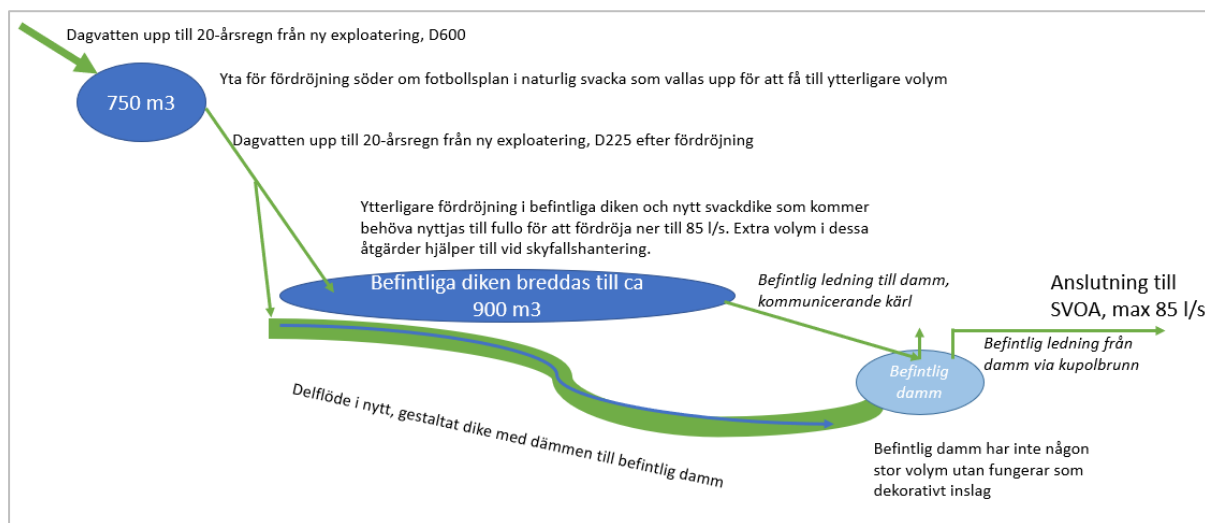 Dagvatten upp till 20-årsregn från ny exploatering, D600
750 m3
Yta för fördröjning söder om fotbollsplan i naturlig svacka som vallas upp för att få till ytterligare volym
Dagvatten upp till 20-årsregn från ny exploatering, D225 efter fördröjning
Ytterligare fördröjning i befintliga diken och nytt svackdike som kommer
behöva nyttjas till fullo för att fördröja ner till 85 l/s. Extra volym i dessa
åtgärder hjälper till vid skyfallshantering.
Befintliga diken breddas till ca
900 m3
Befintlig ledning till damm,
kommunicerande kärl
Anslutning till
SVOA, max 85 l/s
Befintlig ledning från
damm via kupolbrunn
Befintlig
damm
Delflöde i nytt, gestaltat dike med dämmen till befintlig damm
Befintlig damm har inte någon
stor volym utan fungerar som
dekorativt inslag